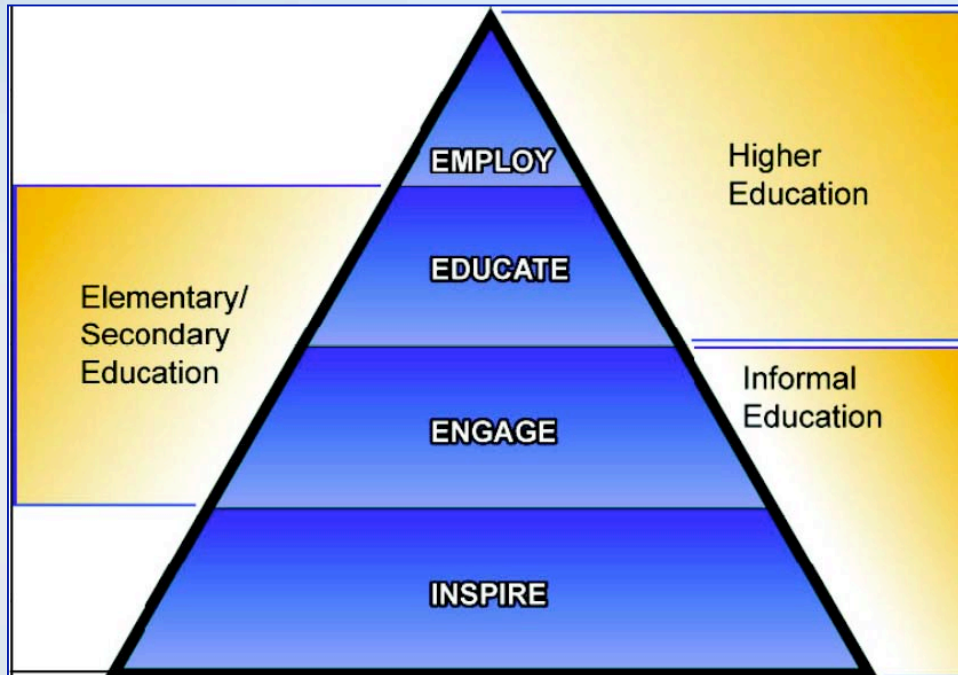 EMPLOY
Higher
Education
EDUCATE
Elementary/
Secondary
Education
Informal
Education
ENGAGE
INSPIRE